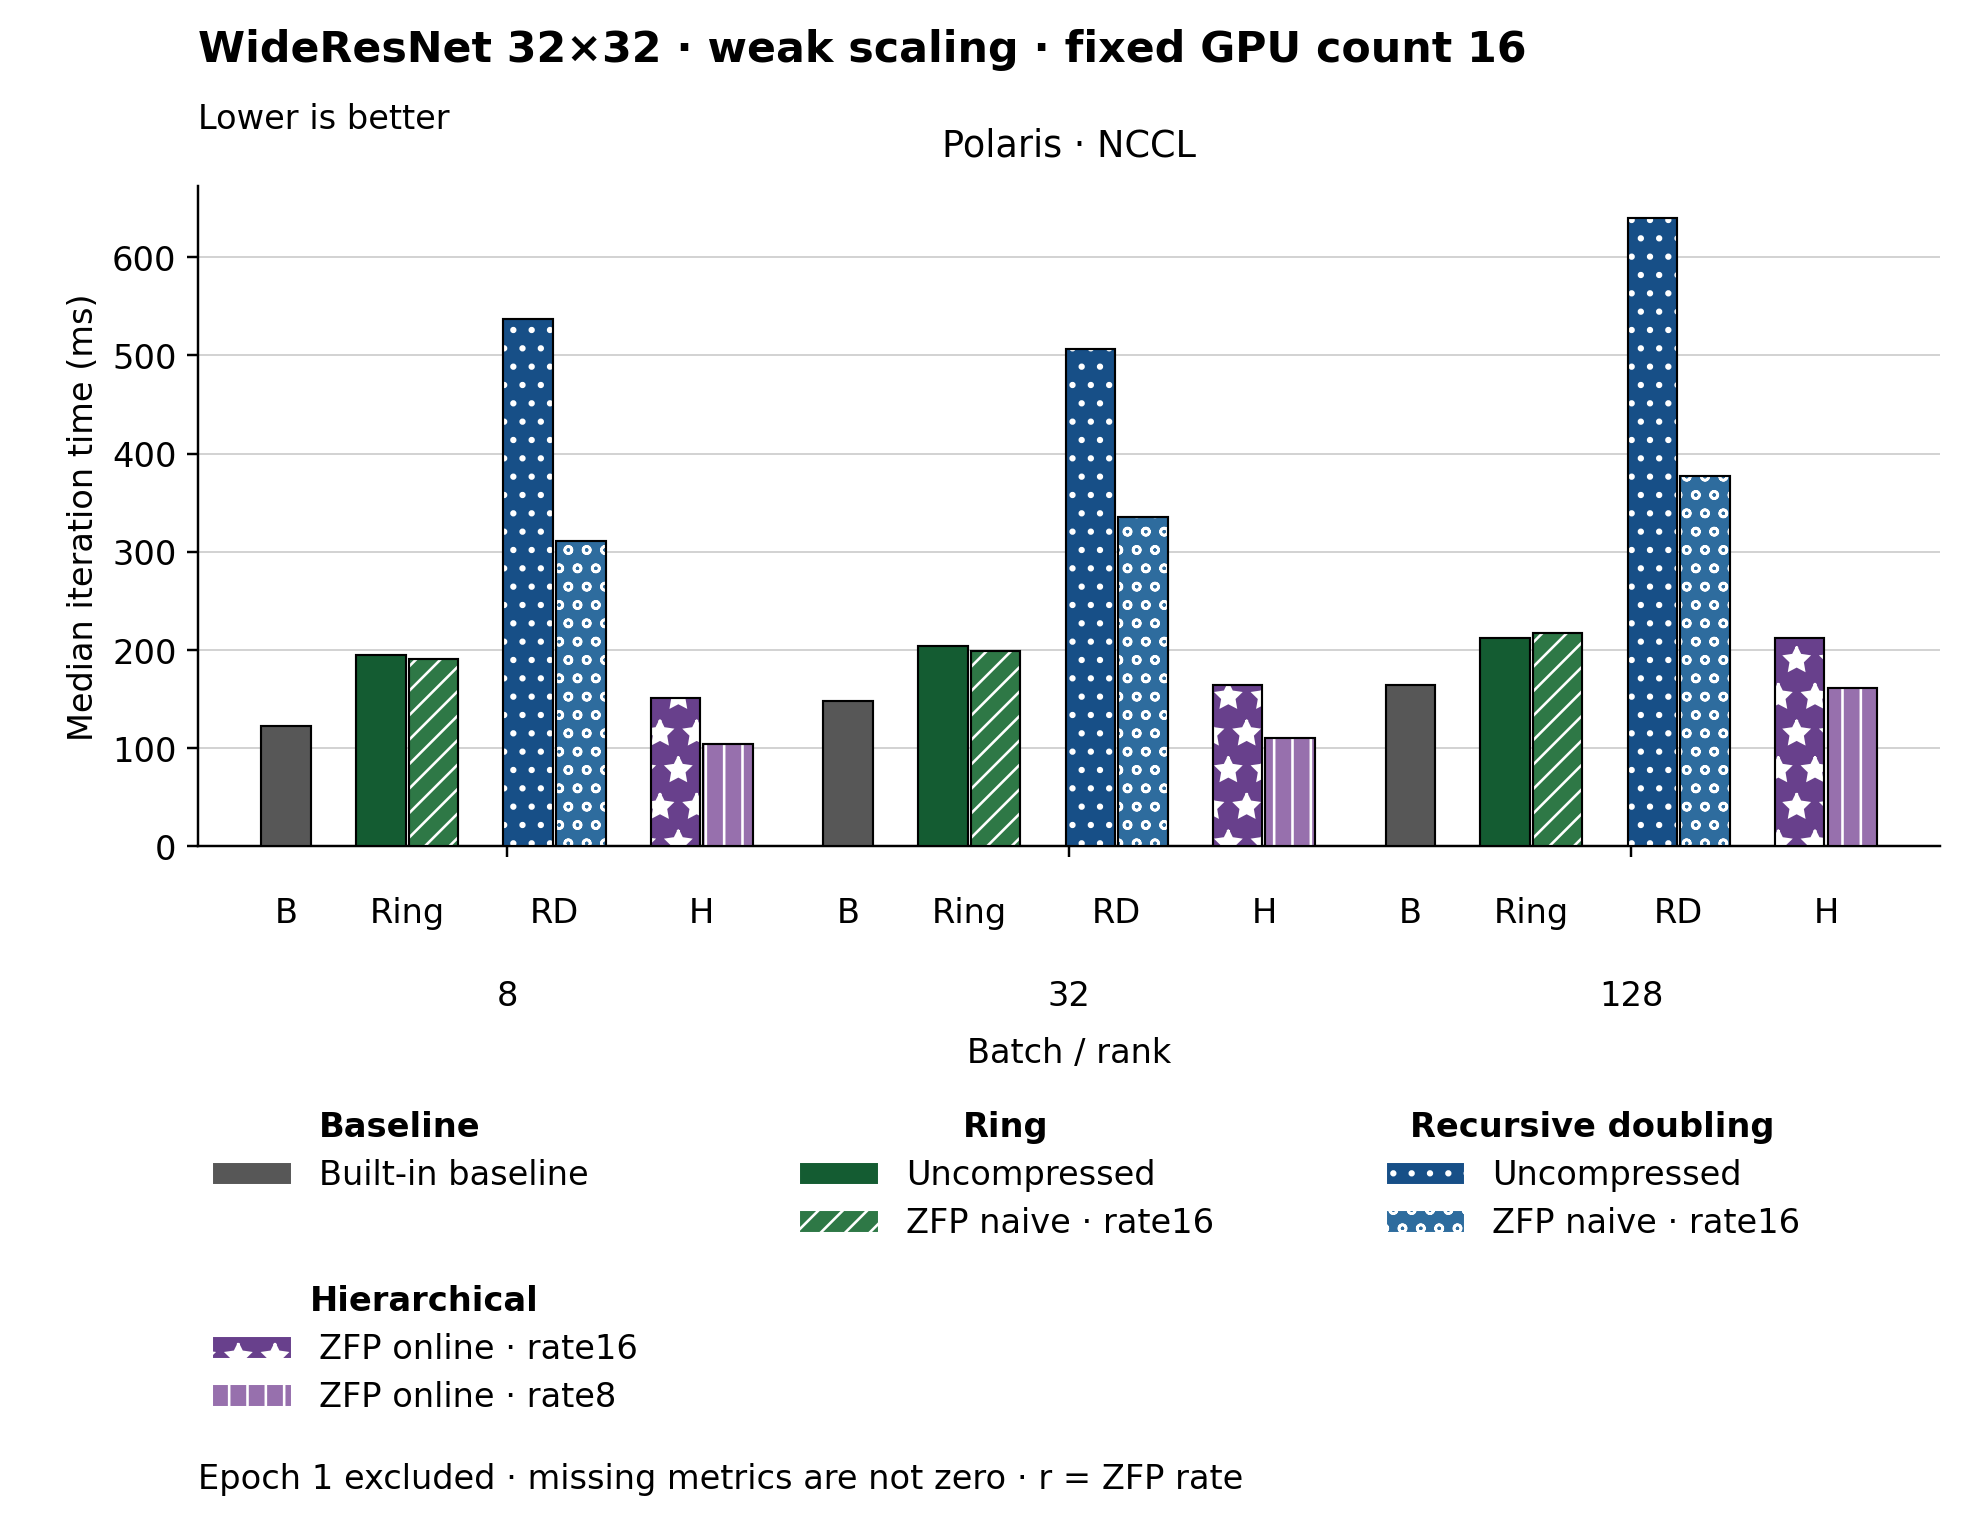 WideResNet 32×32 · weak scaling · fixed GPU count 16
Lower is better
Polaris · NCCL
Median iteration time (ms)
600
500
400
300
200
100
0
B Ring RD H B Ring RD H B Ring RD H
8 32 128
Batch / rank
Baseline Ring Recursive doubling
Built-in baseline Uncompressed Uncompressed
ZFP naive · rate16 ZFP naive · rate16
Hierarchical
ZFP online · rate16
ZFP online · rate8
Epoch 1 excluded · missing metrics are not zero · r = ZFP rate